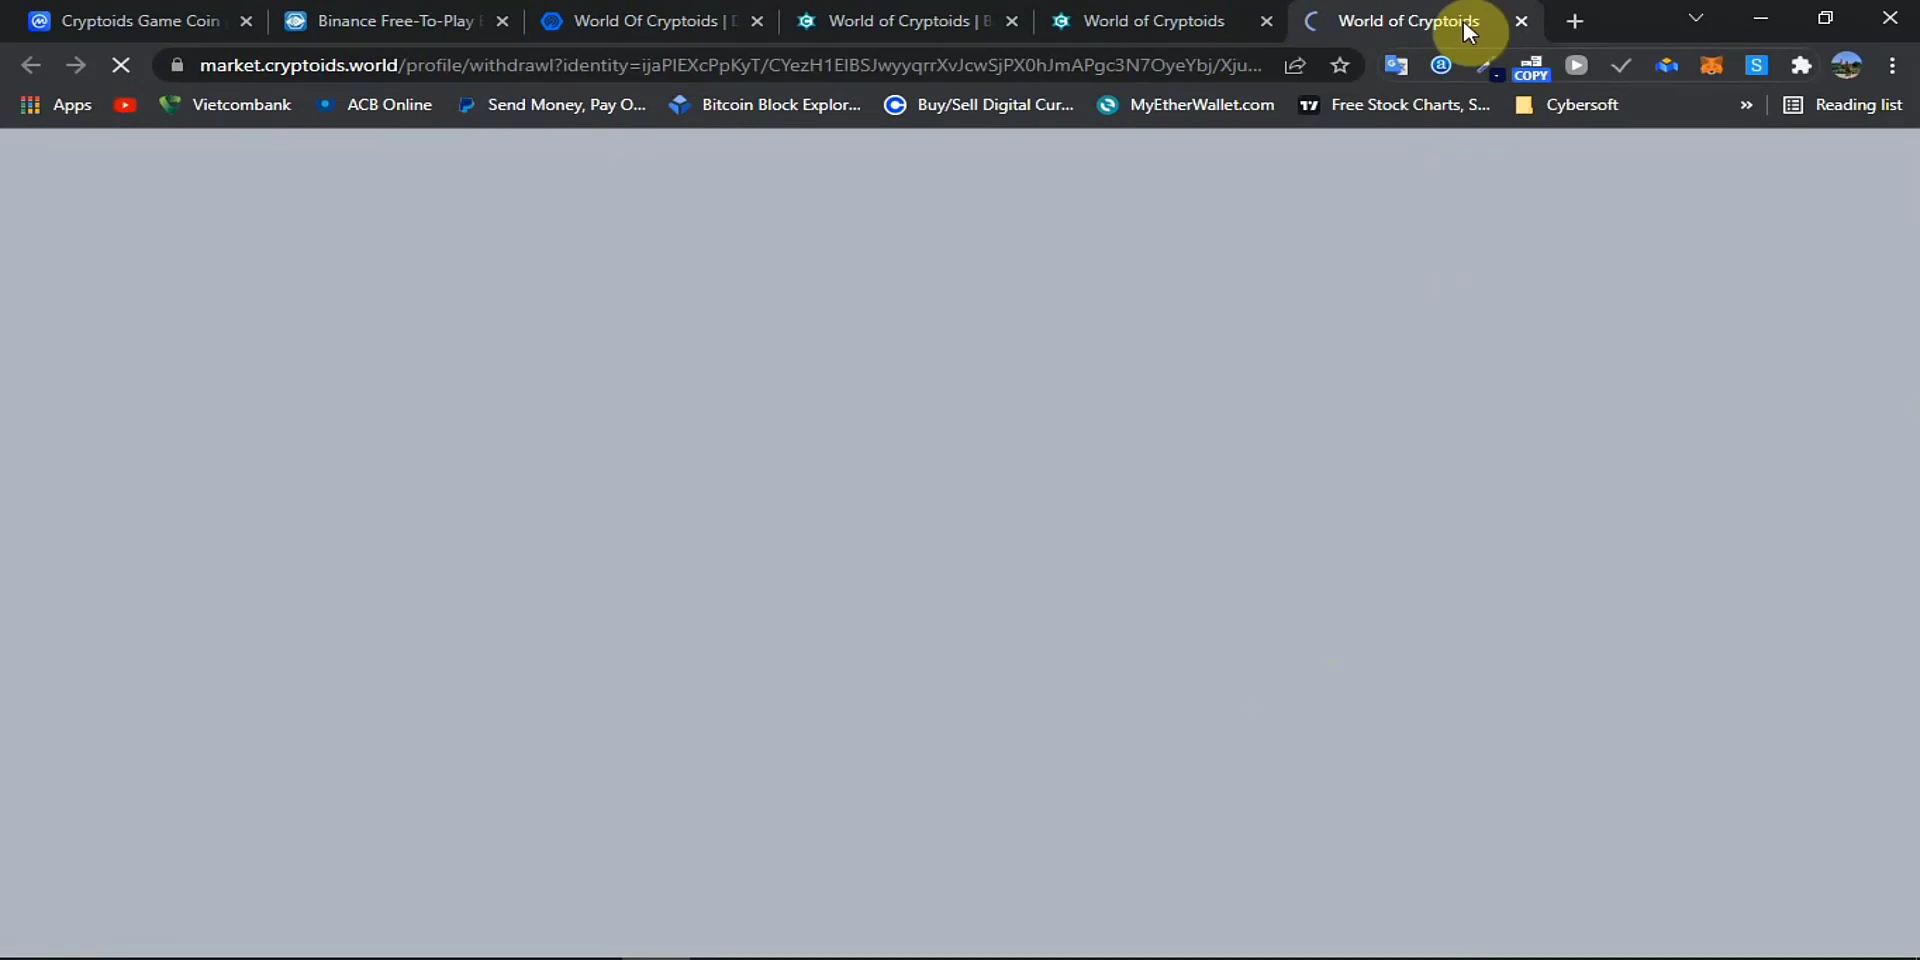 Cryptoids Game Coin
Binance Free-To-Play
World Of Cryptoids |
World of Cryptoids |
World of Cryptoids
World of Cryptoids
market.cryptoids.world/profile/withdrawl?identity=ijaPIEXcPpKyT/CYezH1EIBSJwyyqrrXvJcwSjPX0hJmAPgc3N7OyeYbj/Xju...
COPY
Apps
Vietcombank
ACB Online
Send Money, Pay O...
Bitcoin Block Explor...
Buy/Sell Digital Cur...
MyEtherWallet.com
Free Stock Charts, S...
Cybersoft
»
Reading list